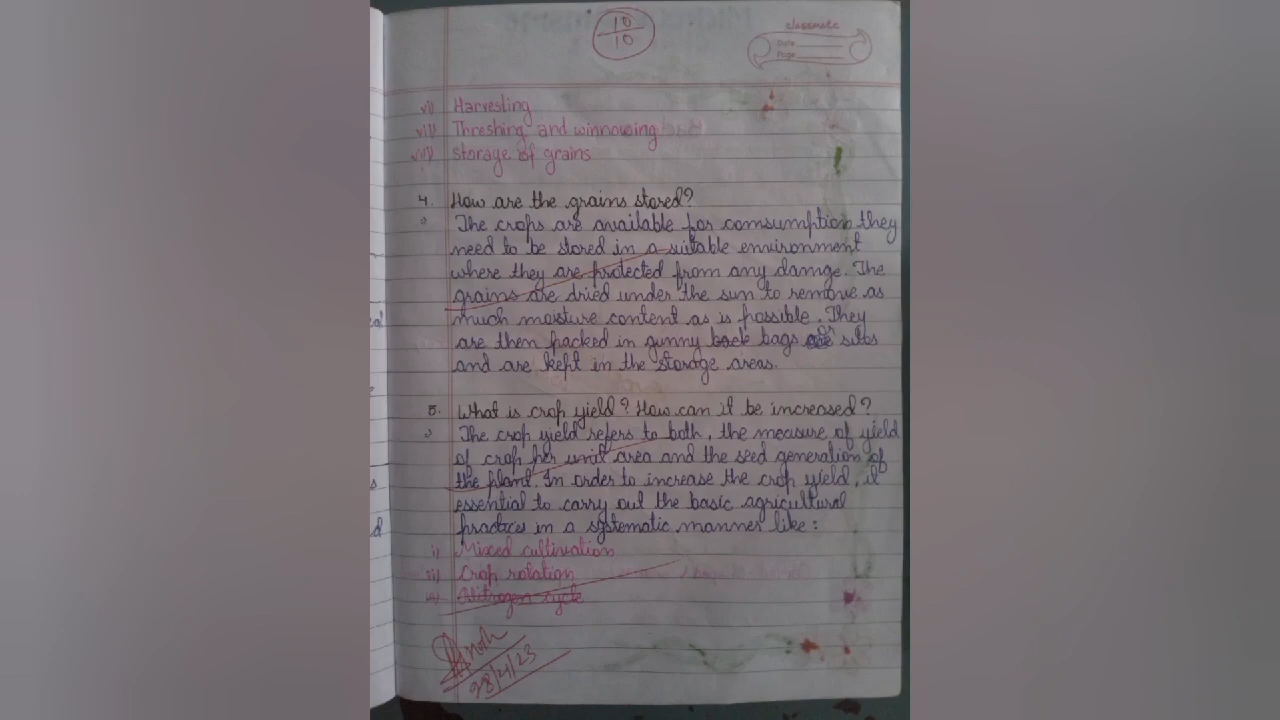 10
10
classmate
Date
Page
vi) Harvesting
vii) Threshing and winnowing
viii) Storage of grains
4. How are the grains stored?
The crops are available for comsumption they
need to be stored in a suitable environment
where they are protected from any damge. The
grains are dried under the sun to remove as
much moisture content as is possible. They
are then packed in gunny bags or silos
and are kept in the storage areas.
5. What is crop yield? How can it be increased?
The crop yield refers to both, the measure of yield
of crop per unit area and the seed generation of
the plant. In order to increase the crop yield, it
essential to carry out the basic agricultural
practices in a systematic manner like:
i) Mixed cultivation
ii) Crop rotation
iii) Nitrogen cycle
28/4/23